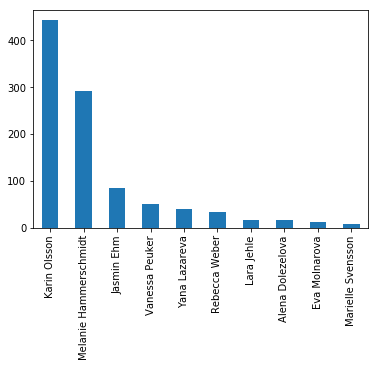 400
300
200
100
0
Karin Olsson
Melanie Hammerschmidt
Jasmin Ehm
Vanessa Peuker
Yana Lazareva
Rebecca Weber
Lara Jehle
Alena Dolezelova
Eva Molnarova
Marielle Svensson